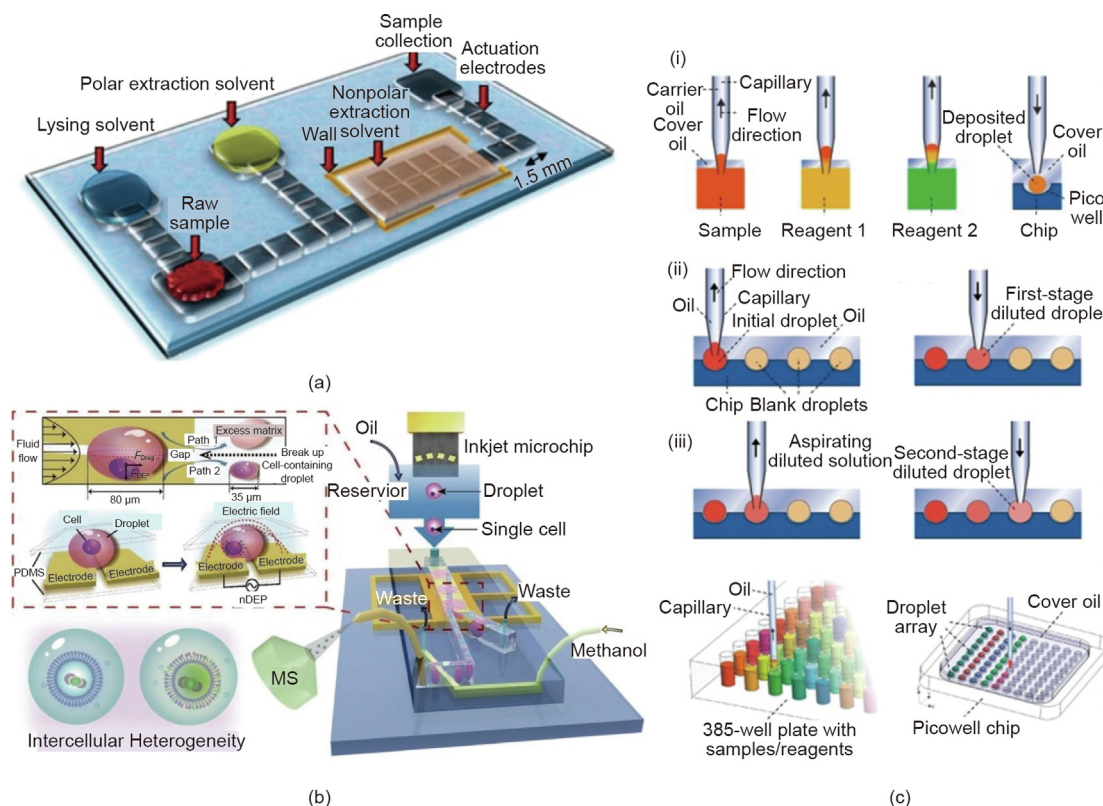 Sample
collection
Actuation
electrodes
Polar extraction solvent
Nonpolar
extraction
solvent
Wall
Lysing solvent
Raw
sample
1.5 mm
(a)
Fluid
flow
Path 1
Excess matrix
Gap
F_Drag
F_DEP
Break up
Path 2
Cell-containing
droplet
80 μm
35 μm
Electric field
Cell
Droplet
PDMS
Electrode
Electrode
Electrode
Electrode
nDEP
Oil
Inkjet microchip
Reservior
Droplet
Single cell
Waste
Waste
Methanol
MS
Intercellular Heterogeneity
(b)
(i)
Carrier
oil
Cover
oil
Capillary
Flow
direction
Deposited
droplet
Cover
oil
Pico
well
Sample
Reagent 1
Reagent 2
Chip
(ii)
Flow direction
Oil
Capillary
Initial droplet
Oil
First-stage
diluted drople
Chip
Blank droplets
(iii)
Aspirating
diluted solution
Second-stage
diluted droplet
Oil
Capillary
385-well plate with
samples/reagents
Droplet
array
Cover oil
Picowell chip
(c)